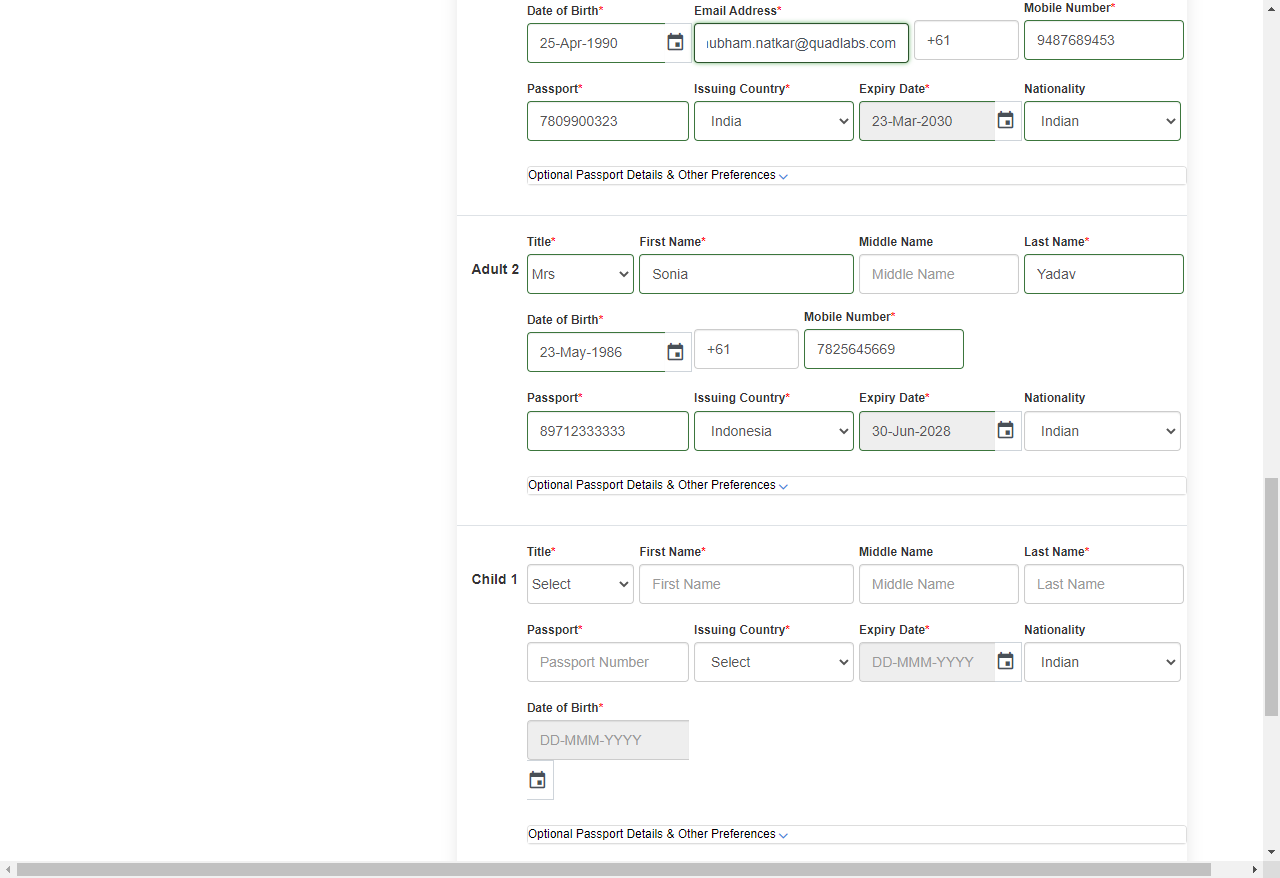 Date of Birth* Email Address* Mobile Number*
25-Apr-1990 ubham.natkar@quadlabs.com +61 9487689453
Passport* Issuing Country* Expiry Date* Nationality
7809900323 India 23-Mar-2030 Indian
Optional Passport Details & Other Preferences
Title* First Name* Middle Name Last Name*
Adult 2 Mrs Sonia Middle Name Yadav
Date of Birth* Mobile Number*
23-May-1986 +61 7825645669
Passport* Issuing Country* Expiry Date* Nationality
89712333333 Indonesia 30-Jun-2028 Indian
Optional Passport Details & Other Preferences
Title* First Name* Middle Name Last Name*
Child 1 Select First Name Middle Name Last Name
Passport* Issuing Country* Expiry Date* Nationality
Passport Number Select DD-MMM-YYYY Indian
Date of Birth*
DD-MMM-YYYY
Optional Passport Details & Other Preferences